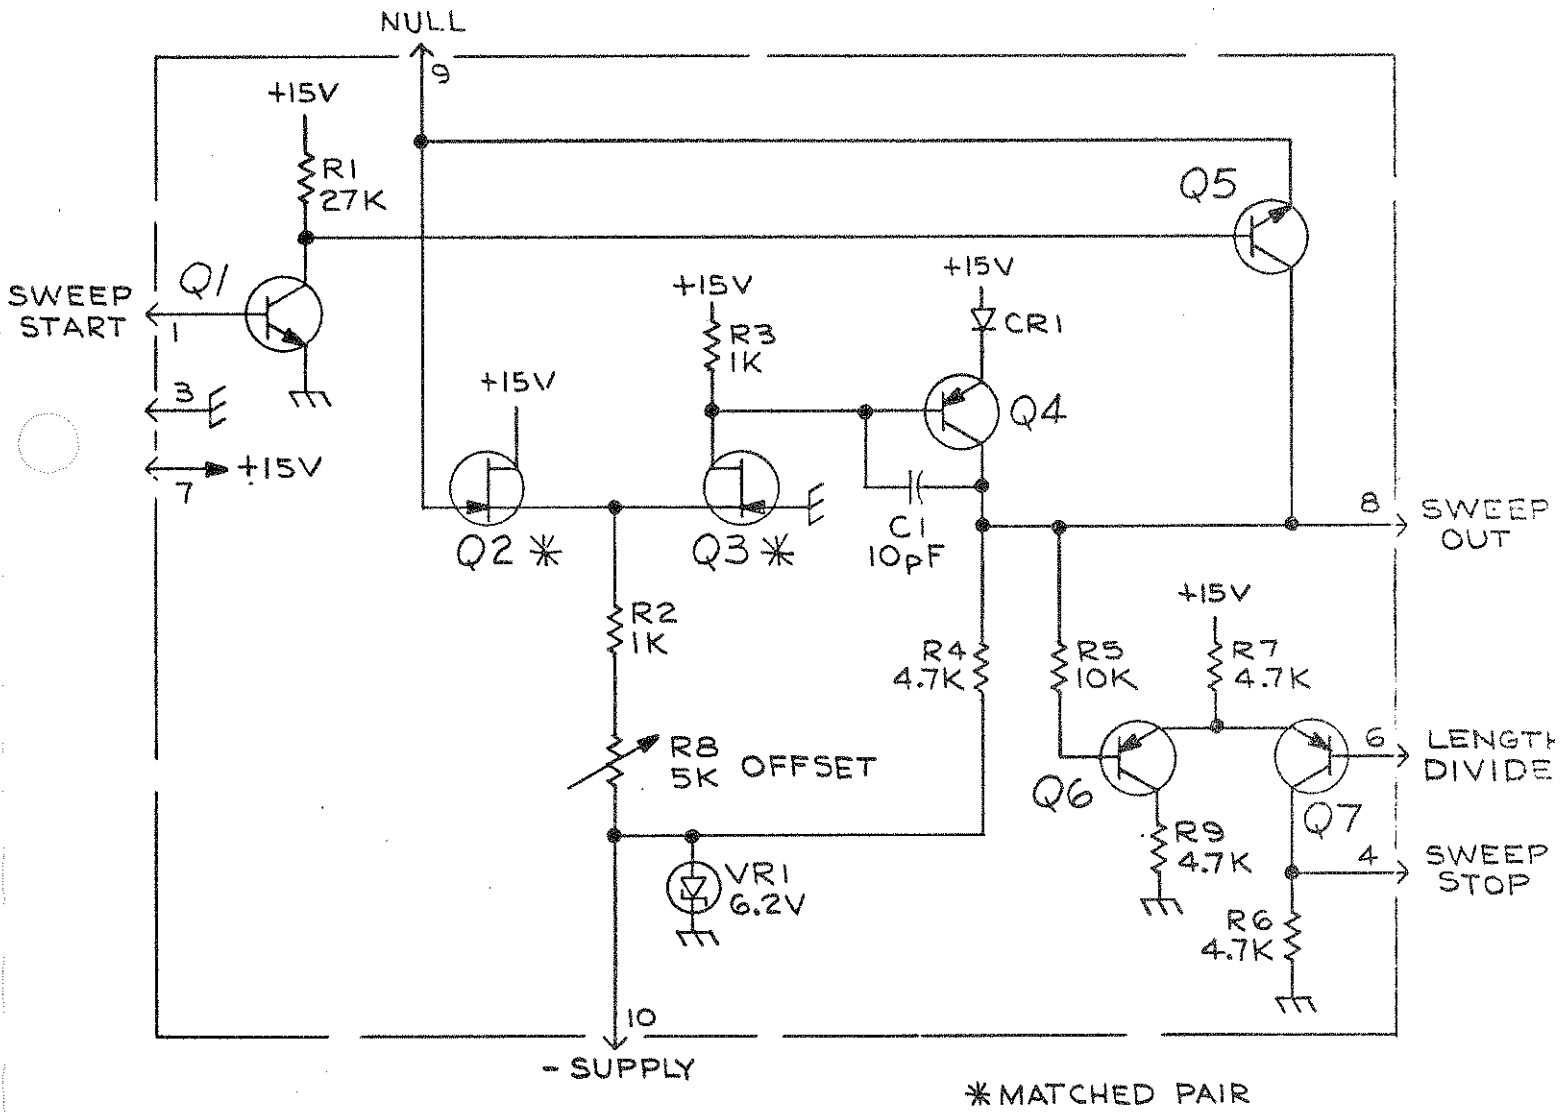 NULL
9
+15V
R1
27K
Q5
Q1
SWEEP
START
1
+15V
+15V
CR1
R3
1K
+15V
Q4
3
7
+15V
Q2 *
Q3 *
C1
10pF
8
SWEEP
OUT
+15V
R2
1K
R4
4.7K
R5
10K
R7
4.7K
R8
5K
OFFSET
Q6
Q7
6
LENGTH
DIVIDE
R9
4.7K
4
SWEEP
STOP
VR1
6.2V
R6
4.7K
10
- SUPPLY
* MATCHED PAIR